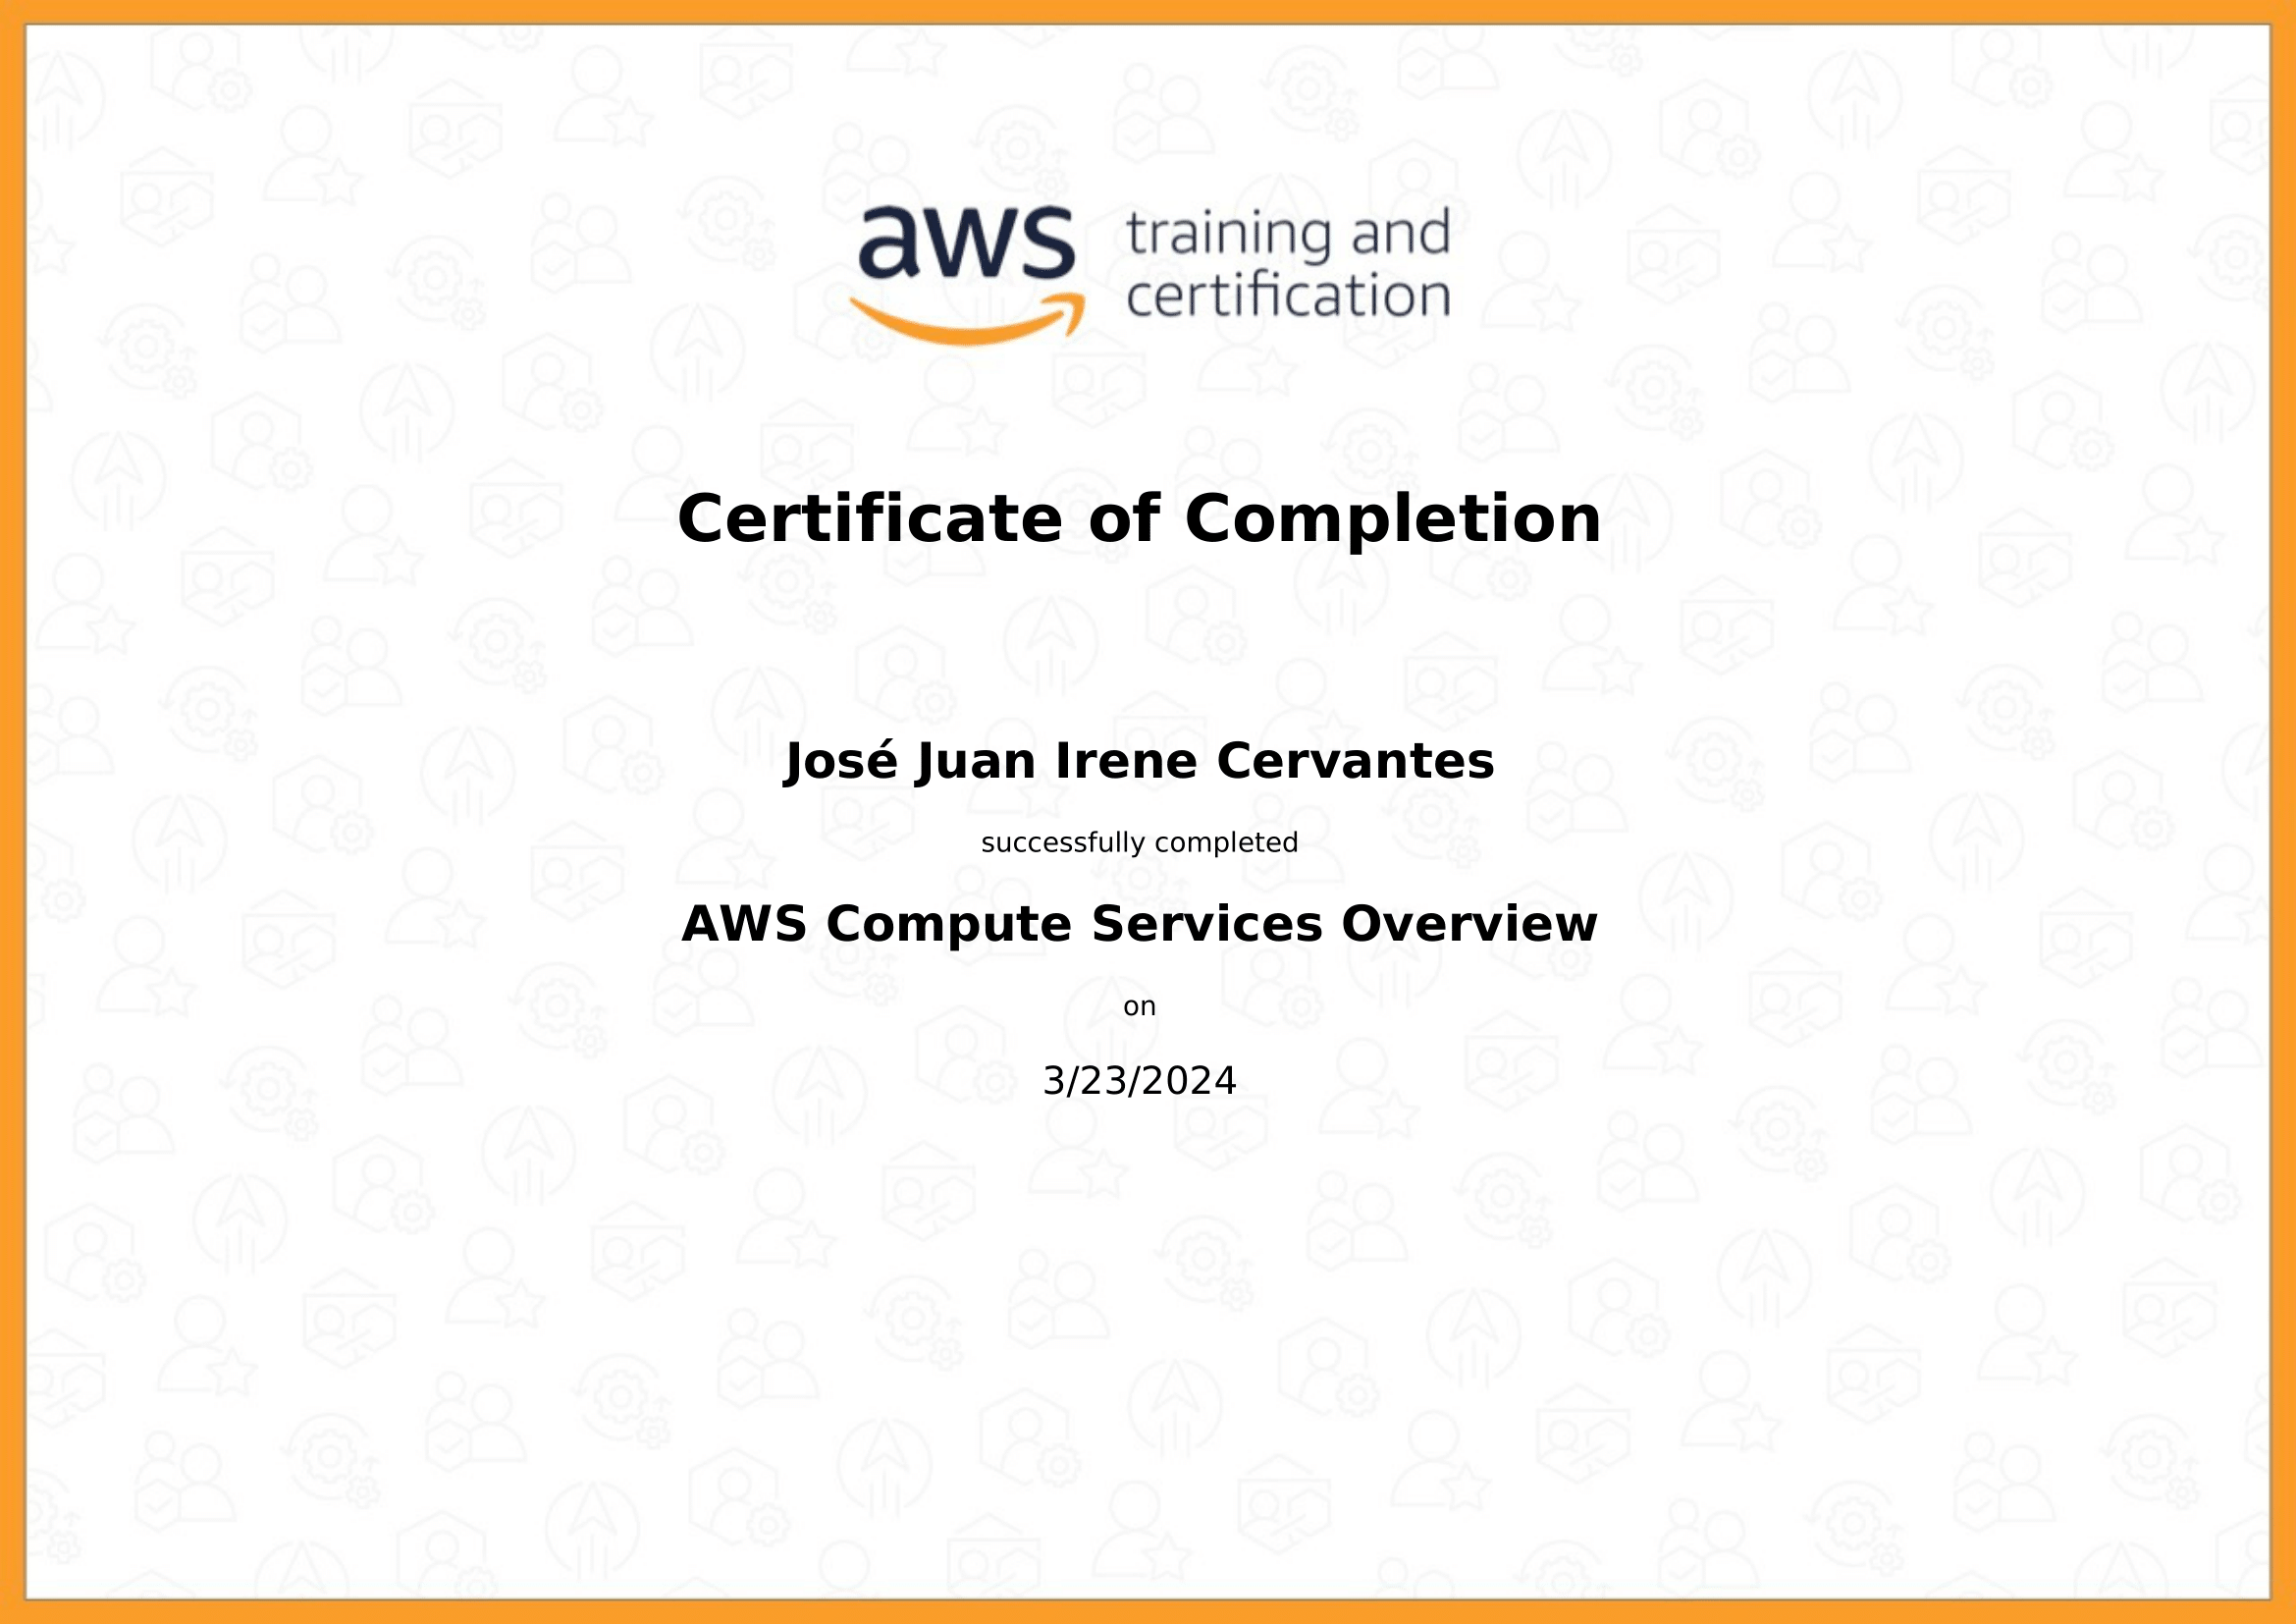 aws training and
certification
Certificate of Completion
José Juan Irene Cervantes
successfully completed
AWS Compute Services Overview
on
3/23/2024